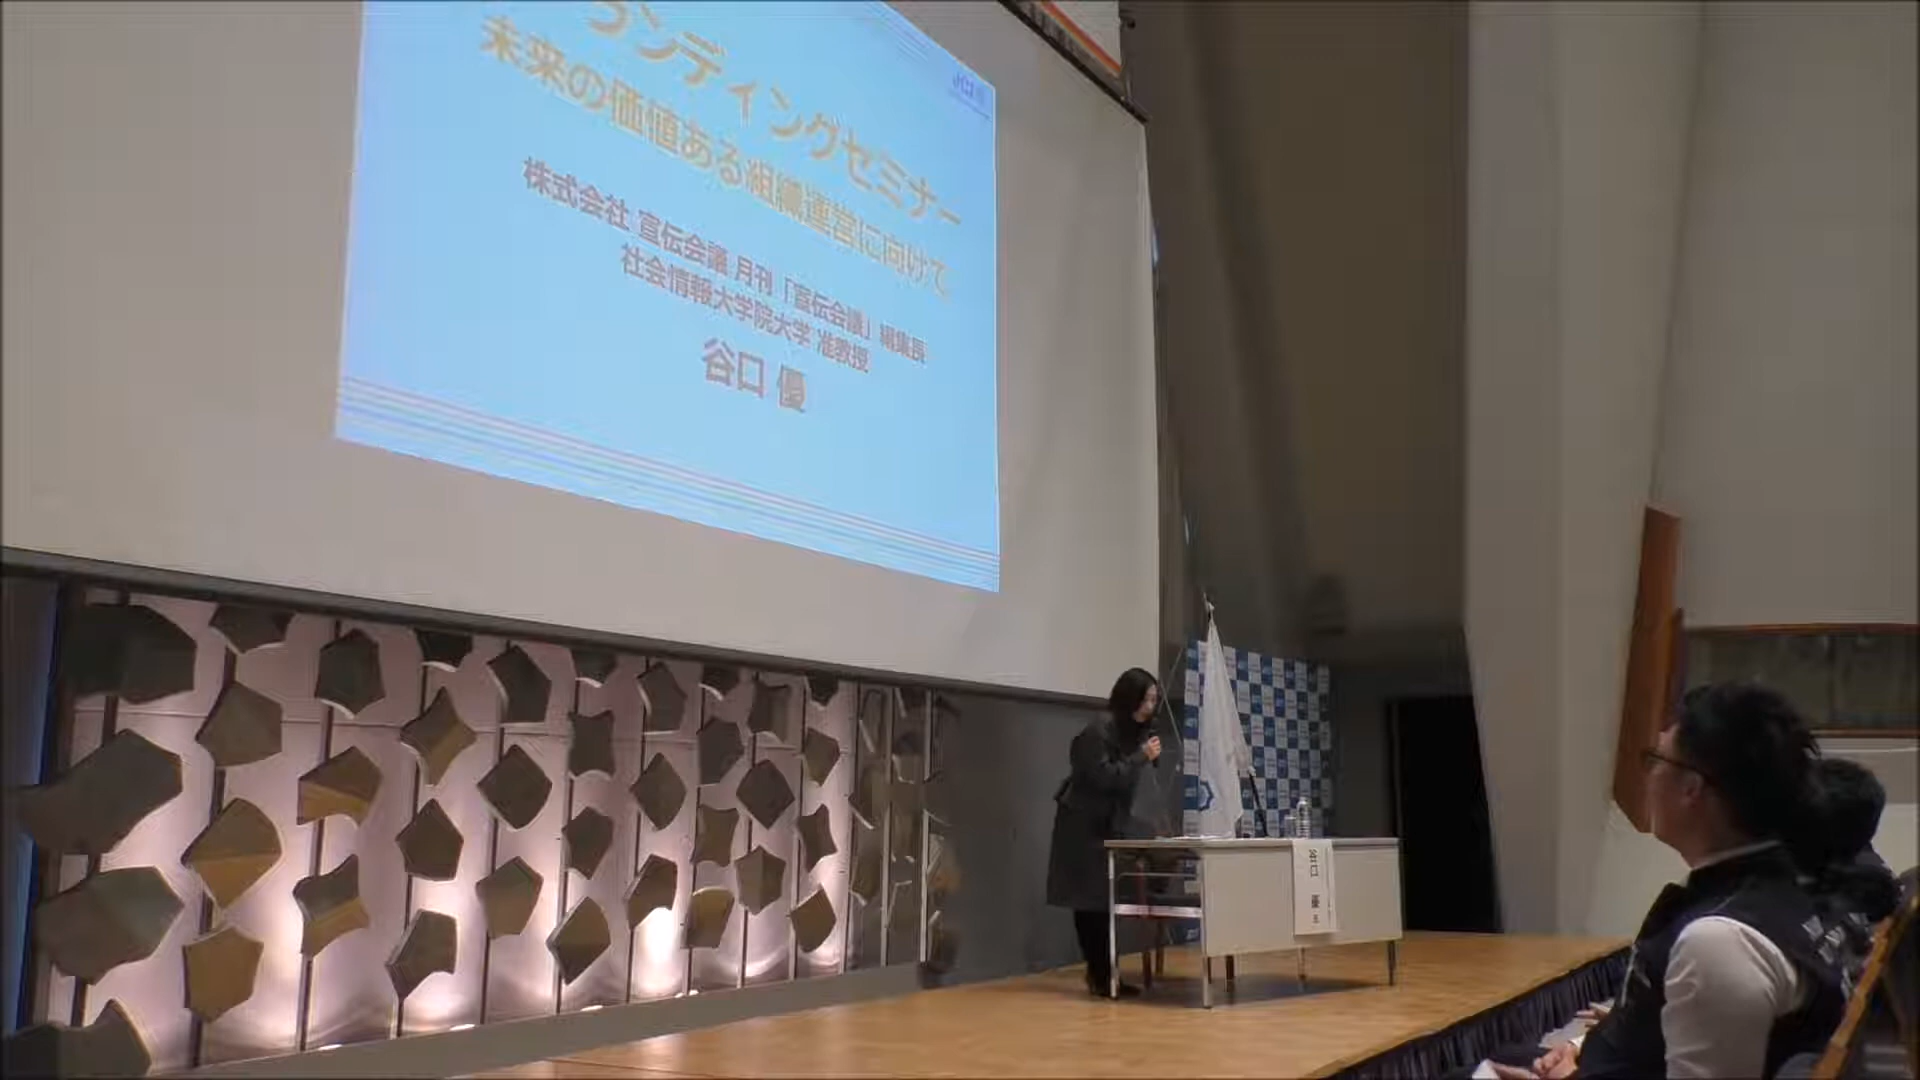 ランディングセミナー
未来の価値ある組織運営に向けて
株式会社 宣伝会議 月刊「宣伝会議」編集長
社会情報大学院大学 准教授
谷口 優
JCI
谷口 優